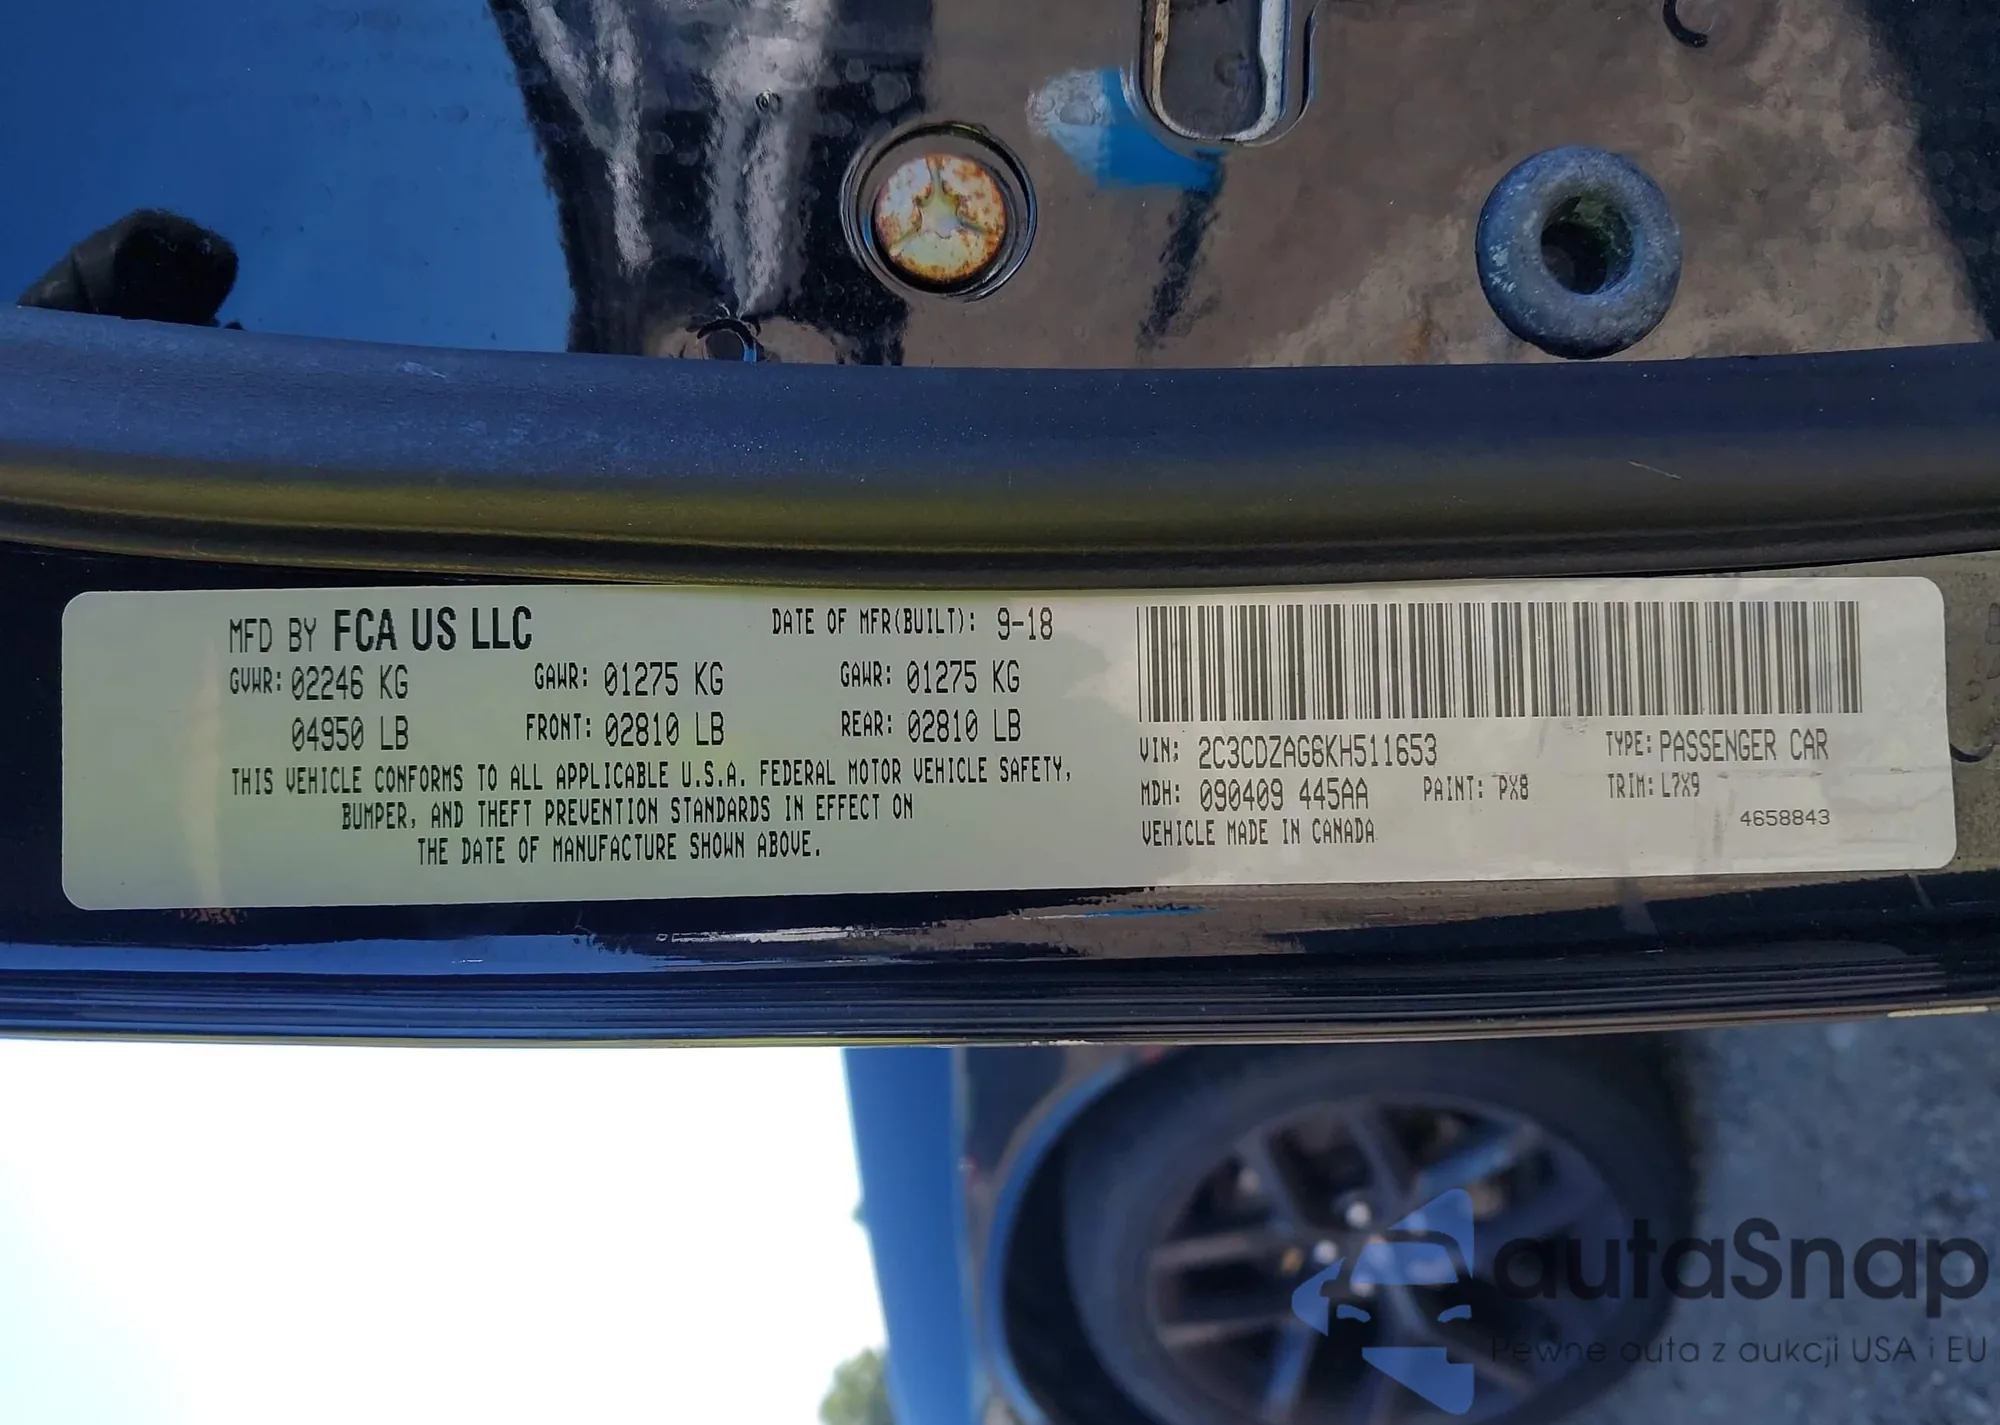 MFD BY FCA US LLC DATE OF MFR(BUILT): 9-18
GVWR: 02246 KG GAWR: 01275 KG GAWR: 01275 KG
04950 LB FRONT: 02810 LB REAR: 02810 LB
THIS VEHICLE CONFORMS TO ALL APPLICABLE U.S.A. FEDERAL MOTOR VEHICLE SAFETY,
BUMPER, AND THEFT PREVENTION STANDARDS IN EFFECT ON
THE DATE OF MANUFACTURE SHOWN ABOVE.
VIN: 2C3CDZAG6KH511653 TYPE: PASSENGER CAR
MDH: 090409 445AA PAINT: PX8 TRIM: L7X9
VEHICLE MADE IN CANADA 4658843
autaSnap
Pewne auta z aukcji USA i EU